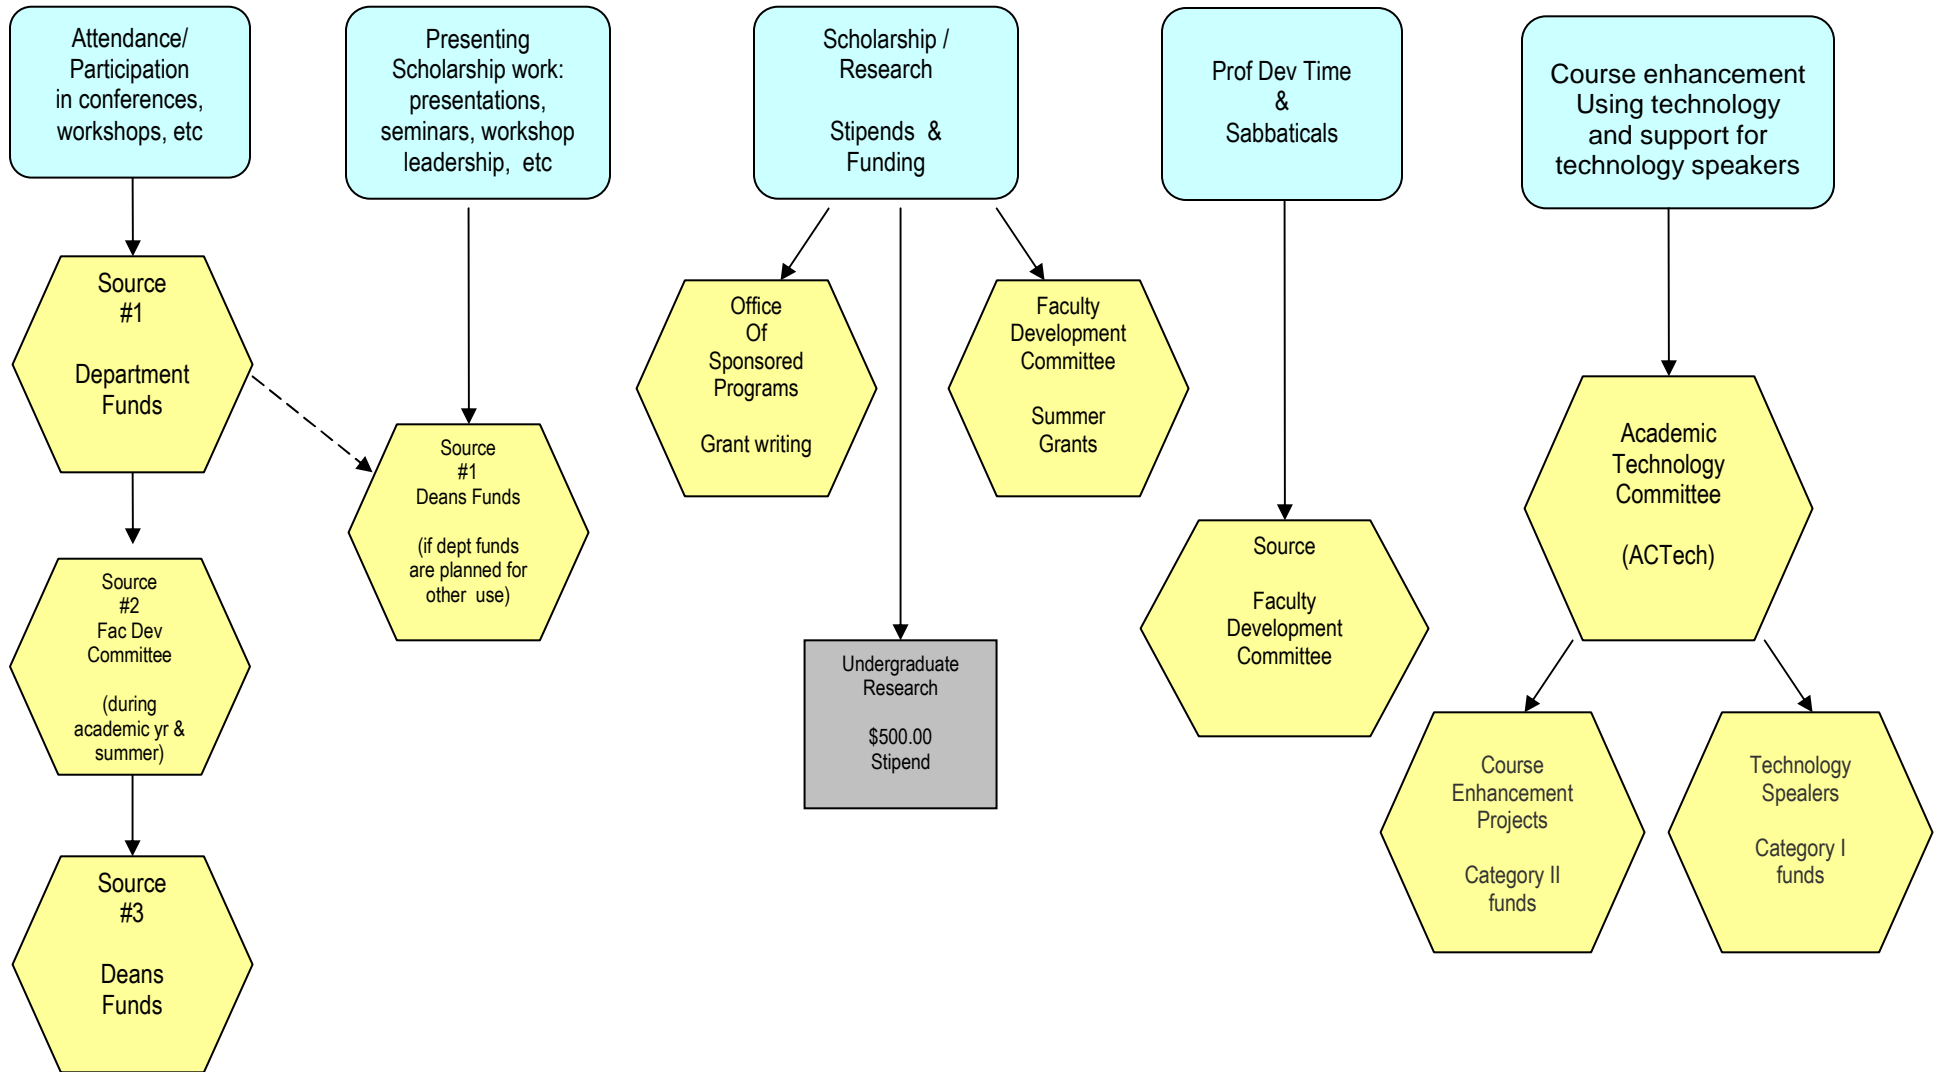 Attendance/
Participation
in conferences,
workshops, etc
Presenting
Scholarship work:
presentations,
seminars, workshop
leadership, etc
Scholarship /
Research
Stipends &
Funding
Prof Dev Time
&
Sabbaticals
Course enhancement
Using technology
and support for
technology speakers
Source
#1
Department
Funds
Source
#1
Deans Funds
(if dept funds
are planned for
other use)
Office
Of
Sponsored
Programs
Grant writing
Faculty
Development
Committee
Summer
Grants
Source
Faculty
Development
Committee
Academic
Technology
Committee
(ACTech)
Source
#2
Fac Dev
Committee
(during
academic yr &
summer)
Undergraduate
Research
$500.00
Stipend
Course
Enhancement
Projects
Category II
funds
Technology
Spealers
Category I
funds
Source
#3
Deans
Funds